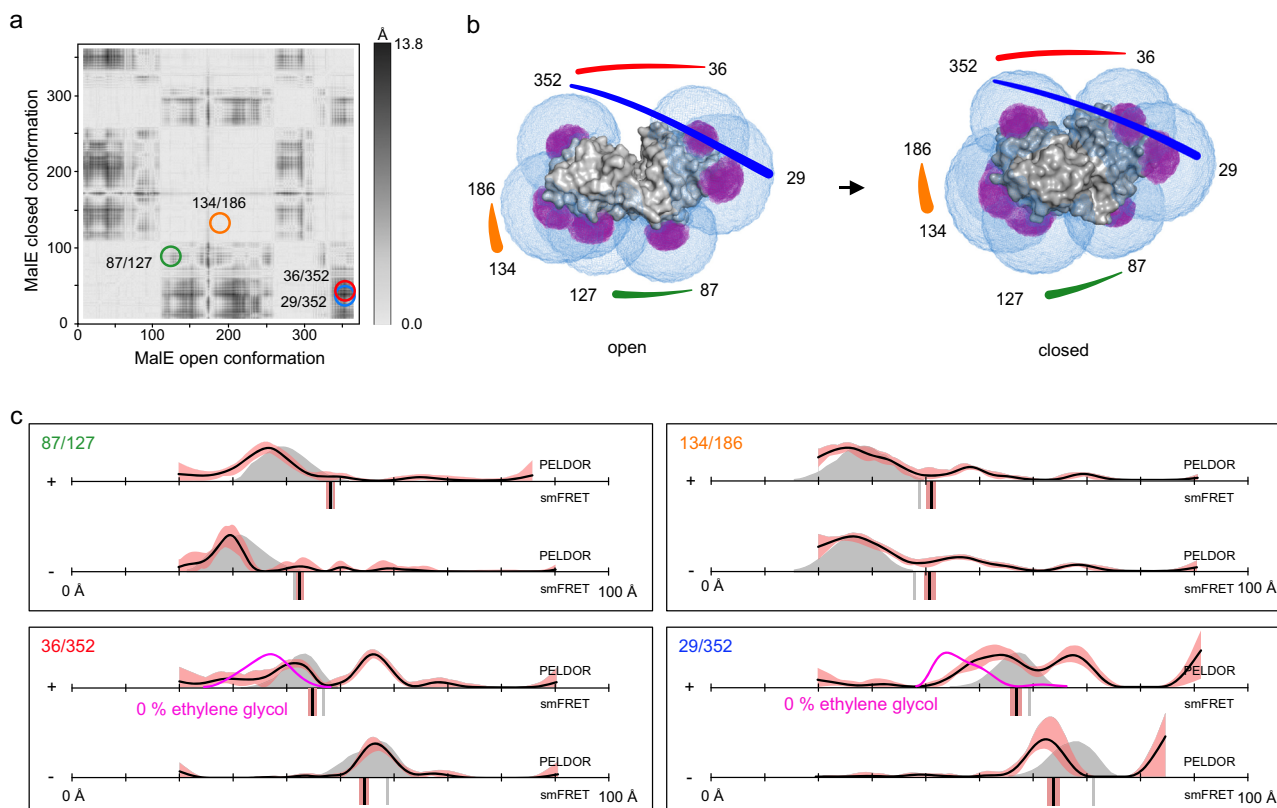 a
Å
13.8
0.0
MalE closed conformation
300
200
100
0
134/186
87/127
36/352
29/352
0
100
200
300
MalE open conformation
b
352
36
186
29
134
127
87
open
352
36
186
29
134
87
127
closed
c
87/127
PELDOR
+
smFRET
PELDOR
-
0 Å
smFRET
100 Å
134/186
PELDOR
+
smFRET
PELDOR
-
0 Å
smFRET
100 Å
36/352
PELDOR
+
smFRET
0 % ethylene glycol
PELDOR
-
0 Å
smFRET
100 Å
29/352
PELDOR
+
smFRET
0 % ethylene glycol
PELDOR
-
0 Å
smFRET
100 Å